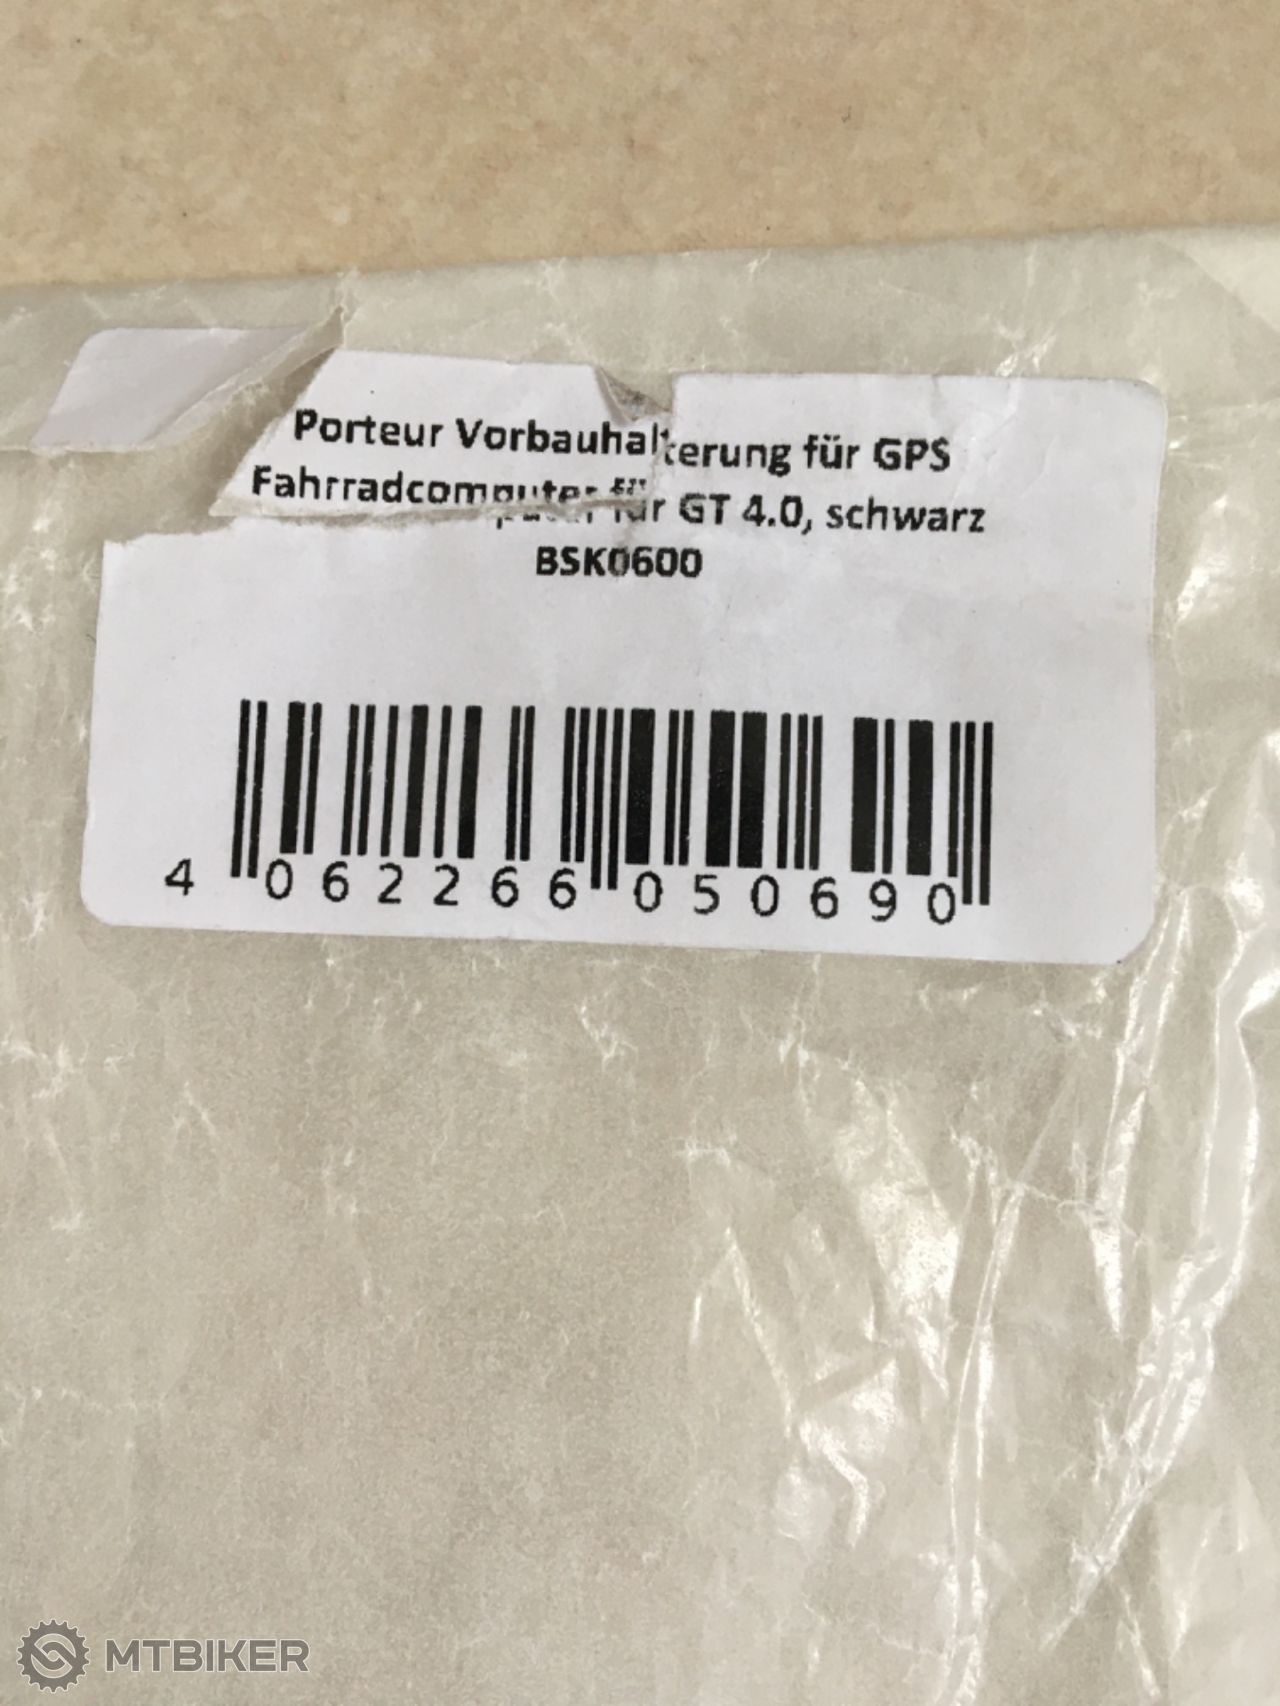 Porteur Vorbauhalterung für GPS
Fahrradcomputer für GT 4.0, schwarz
BSK0600
4 062266 050690
MTBIKER